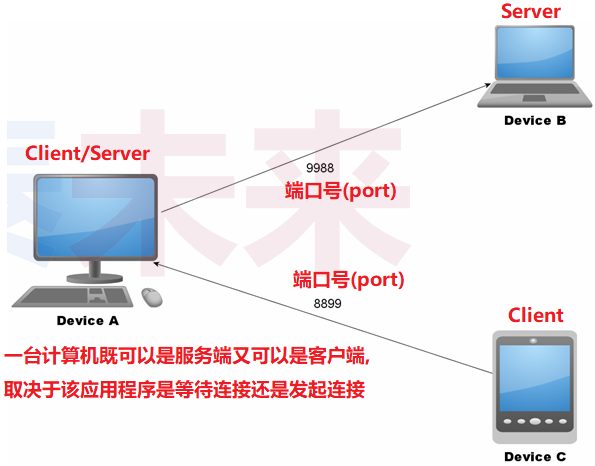 Server
Device B
Client/Server
9988
端口号(port)
未来
端口号(port)
8899
Device A
Client
一台计算机既可以是服务端又可以是客户端,
取决于该应用程序是等待连接还是发起连接
Device C